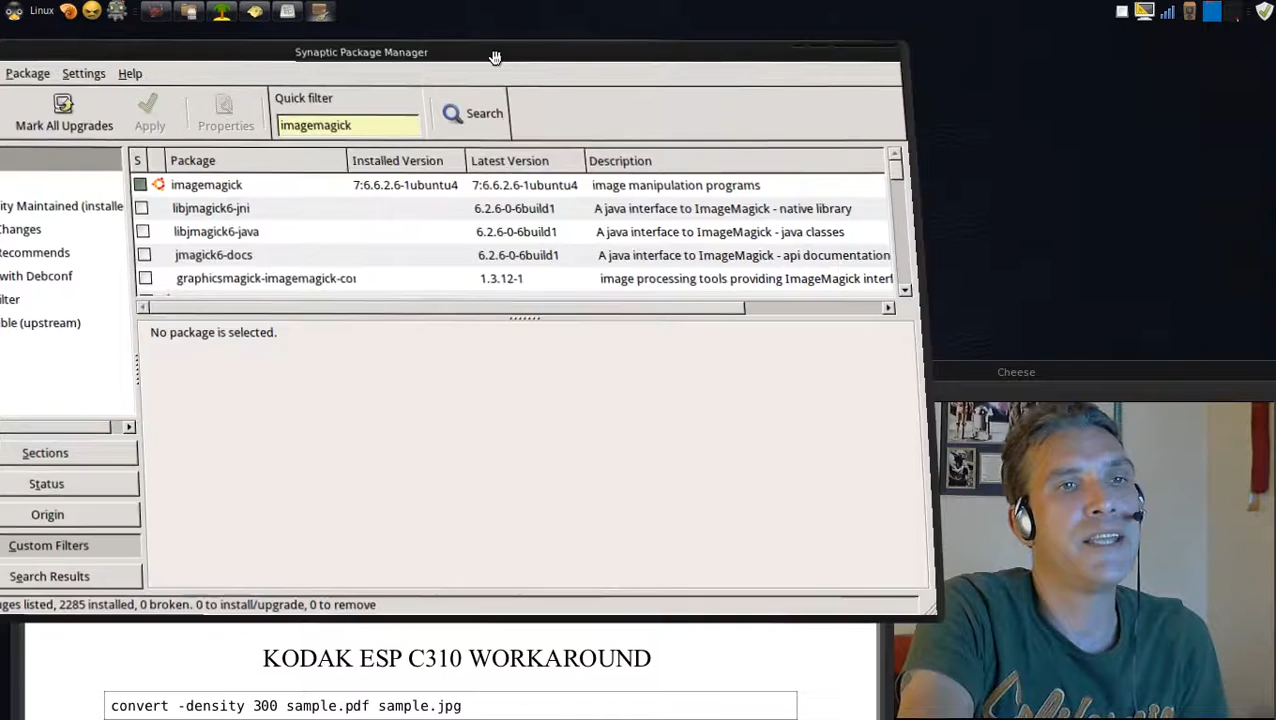 Linux
Synaptic Package Manager
Package Settings Help
Mark All Upgrades
Apply
Properties
Quick filter
imagemagick
Search
S Package Installed Version Latest Version Description
imagemagick 7:6.6.2.6-1ubuntu4 7:6.6.2.6-1ubuntu4 image manipulation programs
libjmagick6-jni 6.2.6-0-6build1 A java interface to ImageMagick - native library
libjmagick6-java 6.2.6-0-6build1 A java interface to ImageMagick - java classes
jmagick6-docs 6.2.6-0-6build1 A java interface to ImageMagick - api documentation
graphicsmagick-imagemagick-coı 1.3.12-1 image processing tools providing ImageMagick interf
ity Maintained (installe
Changes
Recommends
with Debconf
ilter
ble (upstream)
No package is selected.
Sections
Status
Origin
Custom Filters
Search Results
ges listed, 2285 installed, 0 broken. 0 to install/upgrade, 0 to remove
Cheese
KODAK ESP C310 WORKAROUND
convert -density 300 sample.pdf sample.jpg